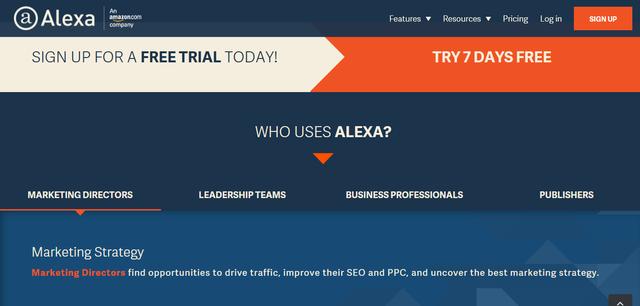 Alexa
An
amazon.com
company
Features
Resources
Pricing
Log in
SIGN UP
SIGN UP FOR A FREE TRIAL TODAY!
TRY 7 DAYS FREE
WHO USES ALEXA?
MARKETING DIRECTORS
LEADERSHIP TEAMS
BUSINESS PROFESSIONALS
PUBLISHERS
Marketing Strategy
Marketing Directors find opportunities to drive traffic, improve their SEO and PPC, and uncover the best marketing strategy.